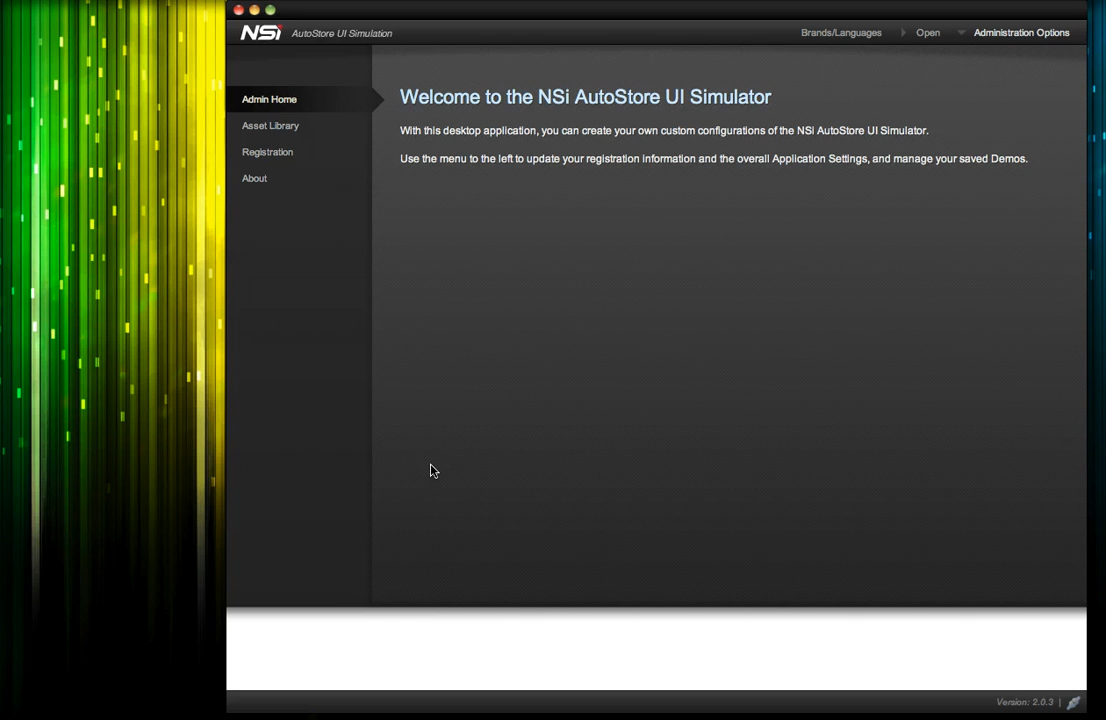 NSi AutoStore UI Simulation
Brands/Languages Open Administration Options
Admin Home
Asset Library
Registration
About
Welcome to the NSi AutoStore UI Simulator
With this desktop application, you can create your own custom configurations of the NSi AutoStore UI Simulator.
Use the menu to the left to update your registration information and the overall Application Settings, and manage your saved Demos.
Version: 2.0.3 |